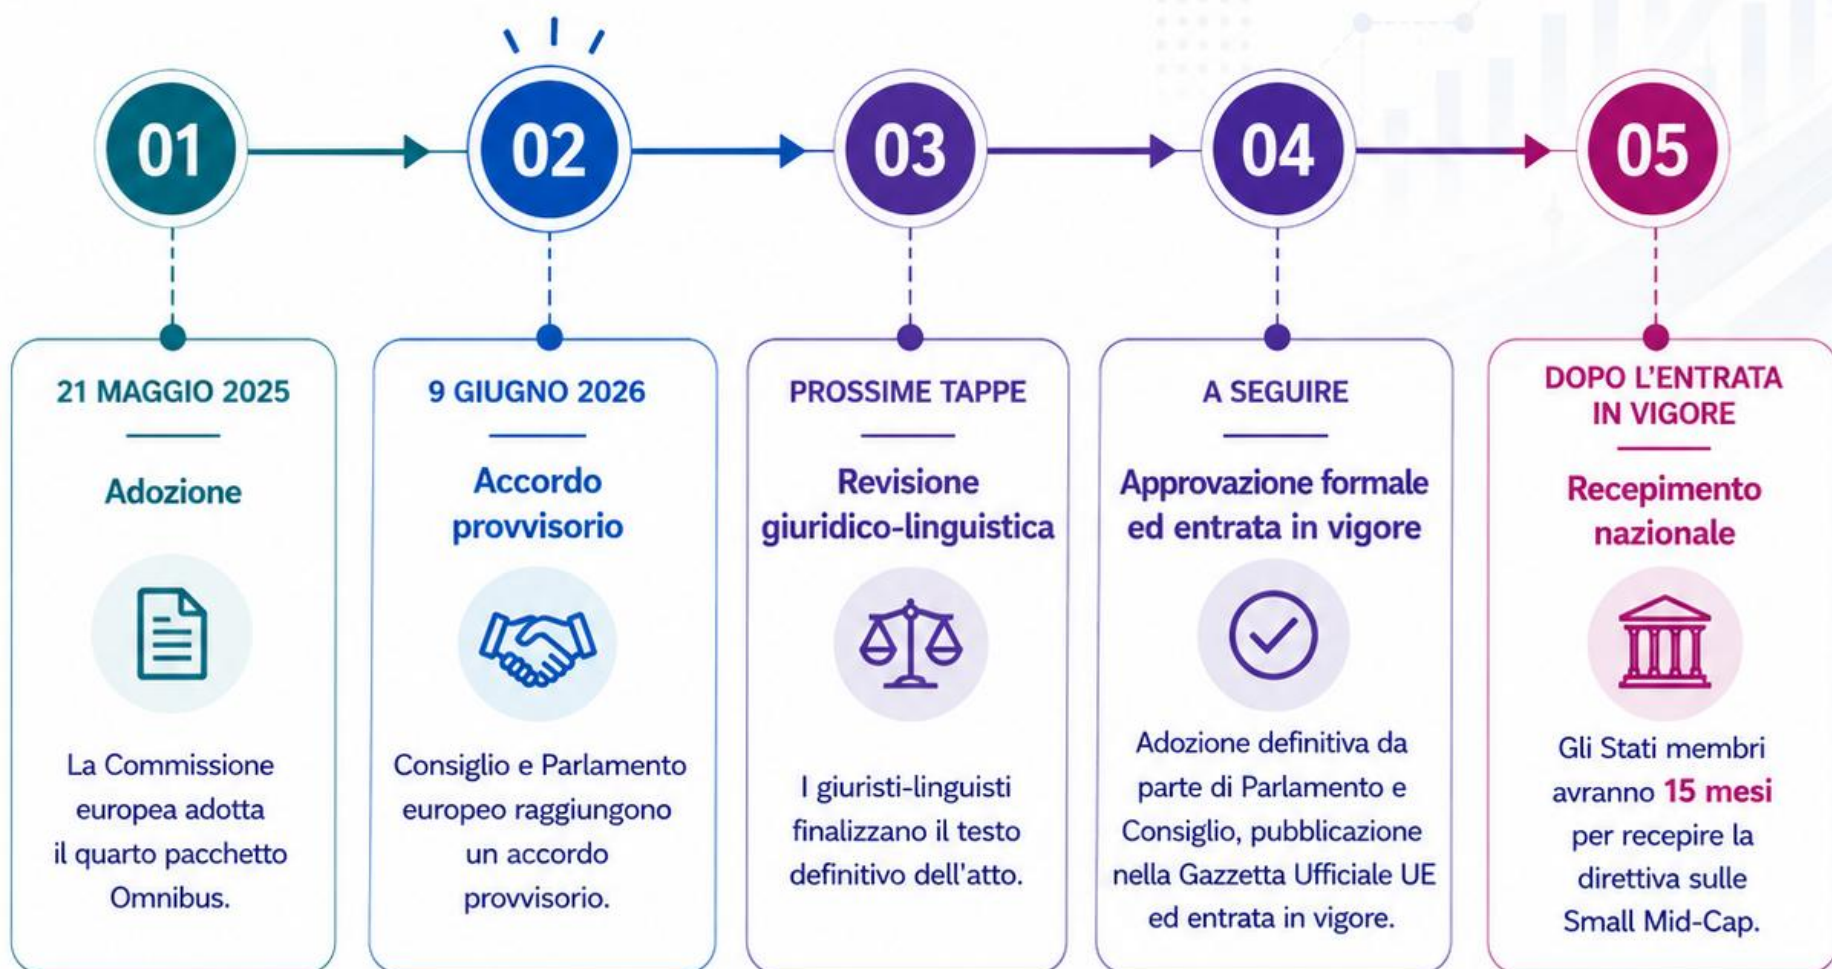 01
02
03
04
05
21 MAGGIO 2025
Adozione
La Commissione
europea adotta
il quarto pacchetto
Omnibus.
9 GIUGNO 2026
Accordo
provvisorio
Consiglio e Parlamento
europeo raggiungono
un accordo
provvisorio.
PROSSIME TAPPE
Revisione
giuridico-linguistica
I giuristi-linguisti
finalizzano il testo
definitivo dell'atto.
A SEGUIRE
Approvazione formale
ed entrata in vigore
Adozione definitiva da
parte di Parlamento e
Consiglio, pubblicazione
nella Gazzetta Ufficiale UE
ed entrata in vigore.
DOPO L'ENTRATA
IN VIGORE
Recepimento
nazionale
Gli Stati membri
avranno 15 mesi
per recepire la
direttiva sulle
Small Mid-Cap.